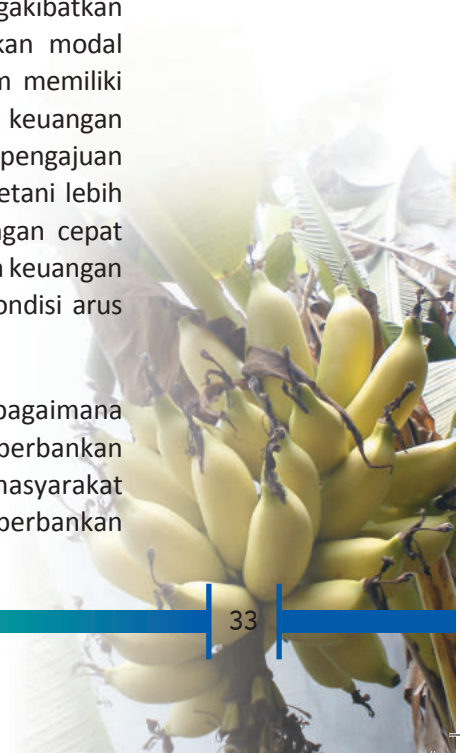 gakibatkan
kan modal
memiliki
keuangan
pengajuan
etani lebih
ngan cepat
keuangan
ondisi arus
bagaimana
perbankan
masyarakat
perbankan
33